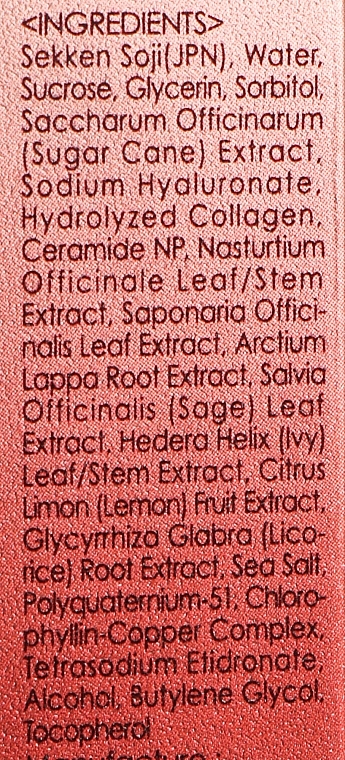 <INGREDIENTS>
Sekken Soji(JPN), Water,
Sucrose, Glycerin, Sorbitol,
Saccharum Officinarum
(Sugar Cane) Extract,
Sodium Hyaluronate,
Hydrolyzed Collagen,
Ceramide NP, Nasturtium
Officinale Leaf/Stem
Extract, Saponaria Offici-
nalis Leaf Extract, Arctium
Lappa Root Extract, Salvia
Officinalis (Sage) Leaf
Extract, Hedera Helix (Ivy)
Leaf/Stem Extract, Citrus
Limon (Lemon) Fruit Extract,
Glycyrrhiza Glabra (Lico-
rice) Root Extract, Sea Salt,
Polyquaternium-51, Chloro-
phyllin-Copper Complex,
Tetrasodium Etidronate,
Alcohol, Butylene Glycol,
Tocopherol